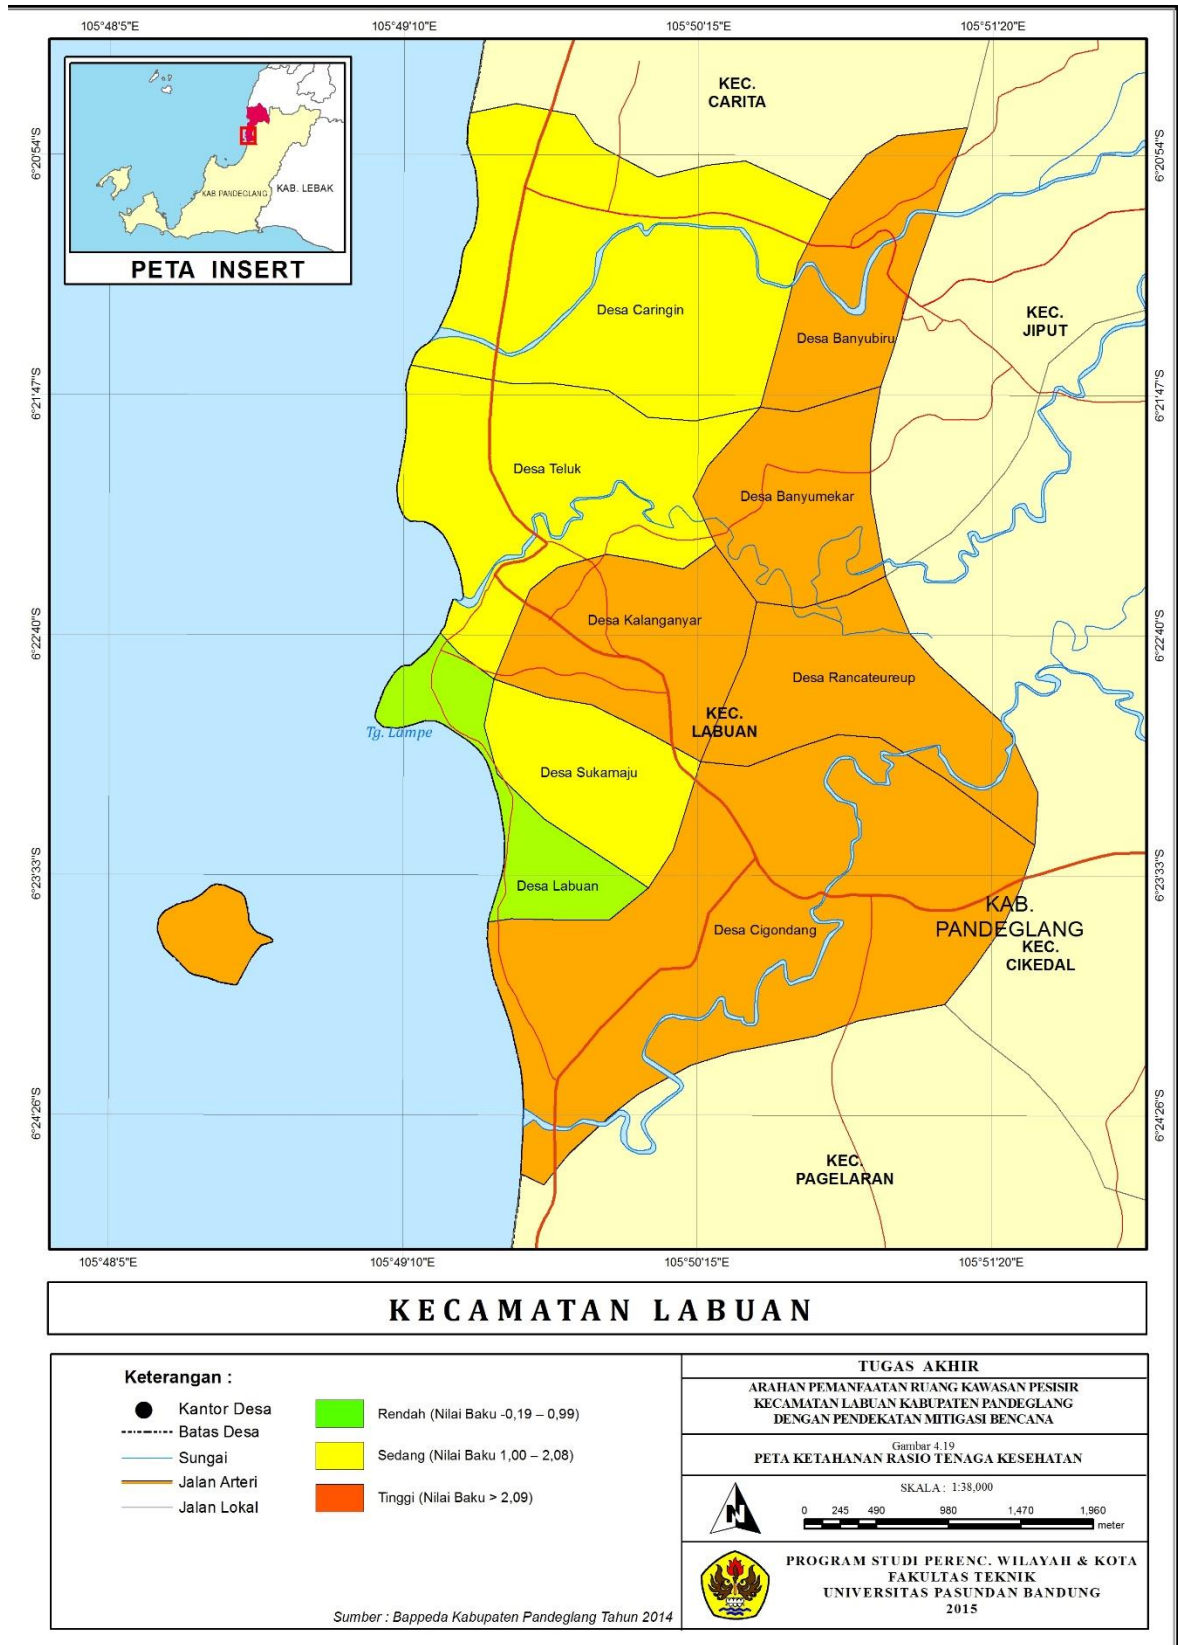 105°48'5"E
105°49'10"E
105°50'15"E
105°51'20"E
6°20'54"S
6°20'54"S
KAB. PANDEGLANG
KAB. LEBAK
PETA INSERT
KEC.
CARITA
Desa Caringin
Desa Banyubiru
KEC.
JIPUT
6°21'47"S
6°21'47"S
Desa Teluk
Desa Banyumekar
6°22'40"S
6°22'40"S
Desa Kalanganyar
Desa Rancateureup
Tg. Lampe
KEC.
LABUAN
Desa Sukamaju
6°23'33"S
6°23'33"S
Desa Labuan
Desa Cigondang
KAB.
PANDEGLANG
KEC.
CIKEDAL
6°24'26"S
6°24'26"S
KEC.
PAGELARAN
105°48'5"E
105°49'10"E
105°50'15"E
105°51'20"E
KECAMATAN LABUAN
Keterangan :
Kantor Desa
Batas Desa
Sungai
Jalan Arteri
Jalan Lokal
Rendah (Nilai Baku -0,19 – 0,99)
Sedang (Nilai Baku 1,00 – 2,08)
Tinggi (Nilai Baku > 2,09)
Sumber : Bappeda Kabupaten Pandeglang Tahun 2014
TUGAS AKHIR
ARAHAN PEMANFAATAN RUANG KAWASAN PESISIR
KECAMATAN LABUAN KABUPATEN PANDEGLANG
DENGAN PENDEKATAN MITIGASI BENCANA
Gambar 4.19
PETA KETAHANAN RASIO TENAGA KESEHATAN
SKALA : 1:38,000
N
0 245 490 980 1,470 1,960
meter
PROGRAM STUDI PERENC. WILAYAH & KOTA
FAKULTAS TEKNIK
UNIVERSITAS PASUNDAN BANDUNG
2015